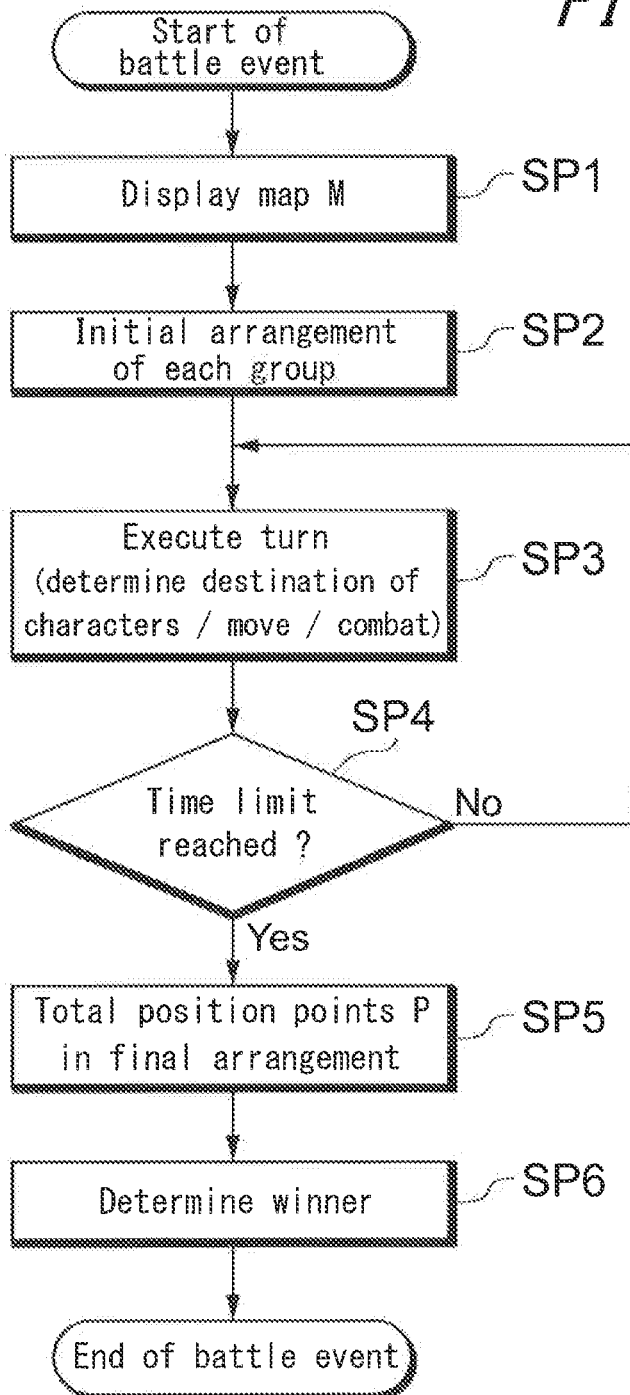 Start of
battle event
Display map M
SP1
Initial arrangement
of each group
SP2
Execute turn
(determine destination of
characters / move / combat)
SP3
SP4
Time limit
reached ?
No
Yes
Total position points P
in final arrangement
SP5
Determine winner
SP6
End of battle event